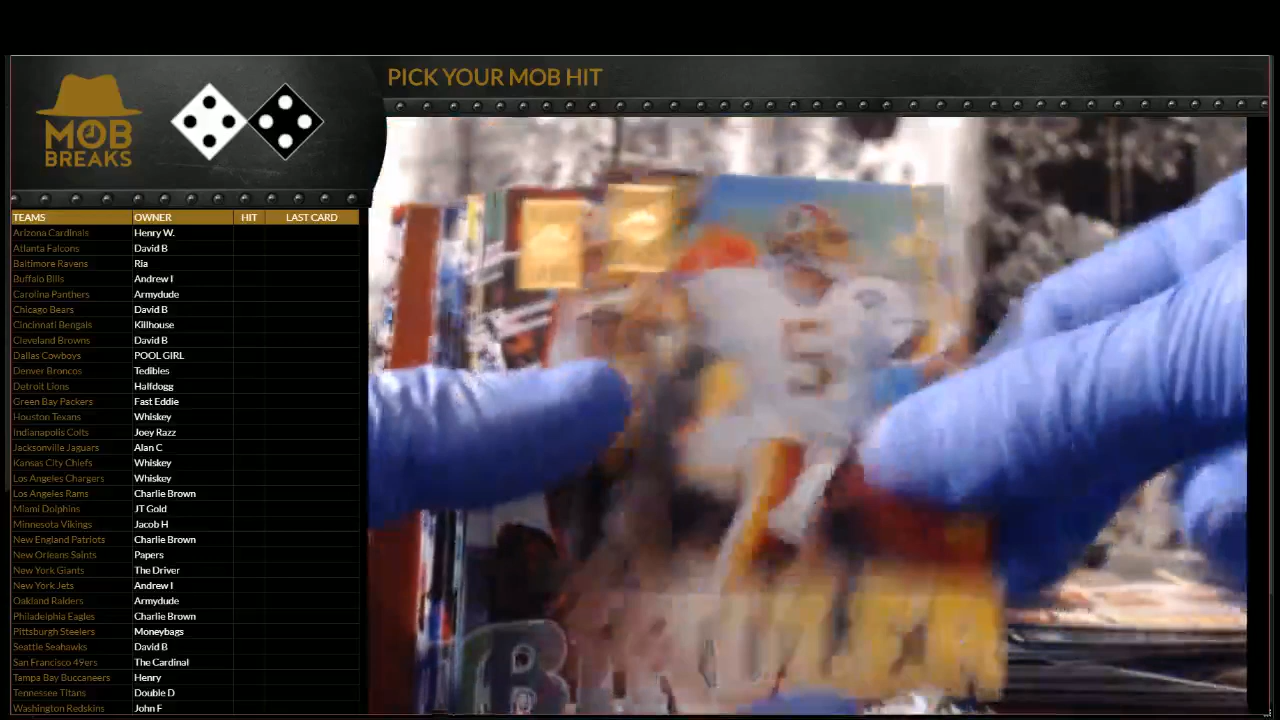 PICK YOUR MOB HIT
MOB
BREAKS
TEAMS OWNER HIT LAST CARD
Arizona Cardinals Henry W.
Atlanta Falcons David B
Baltimore Ravens Ria
Buffalo Bills Andrew I
Carolina Panthers Armydude
Chicago Bears David B
Cincinnati Bengals Killhouse
Cleveland Browns David B
Dallas Cowboys POOL GIRL
Denver Broncos Tedibles
Detroit Lions Halfdogg
Green Bay Packers Fast Eddie
Houston Texans Whiskey
Indianapolis Colts Joey Razz
Jacksonville Jaguars Alan C
Kansas City Chiefs Whiskey
Los Angeles Chargers Whiskey
Los Angeles Rams Charlie Brown
Miami Dolphins JT Gold
Minnesota Vikings Jacob H
New England Patriots Charlie Brown
New Orleans Saints Papers
New York Giants The Driver
New York Jets Andrew I
Oakland Raiders Armydude
Philadelphia Eagles Charlie Brown
Pittsburgh Steelers Moneybags
Seattle Seahawks David B
San Francisco 49ers The Cardinal
Tampa Bay Buccaneers Henry
Tennessee Titans Double D
Washington Redskins John F
5